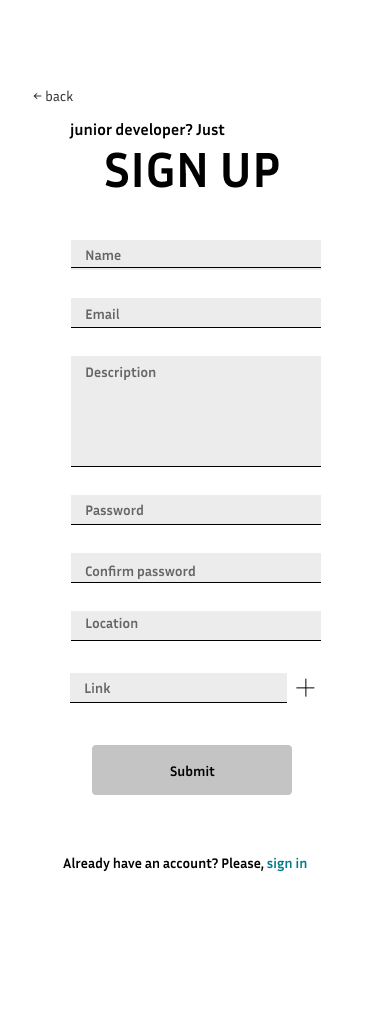 ← back
junior developer? Just
SIGN UP
Name
Email
Description
Password
Confirm password
Location
Link
Submit
Already have an account? Please, sign in